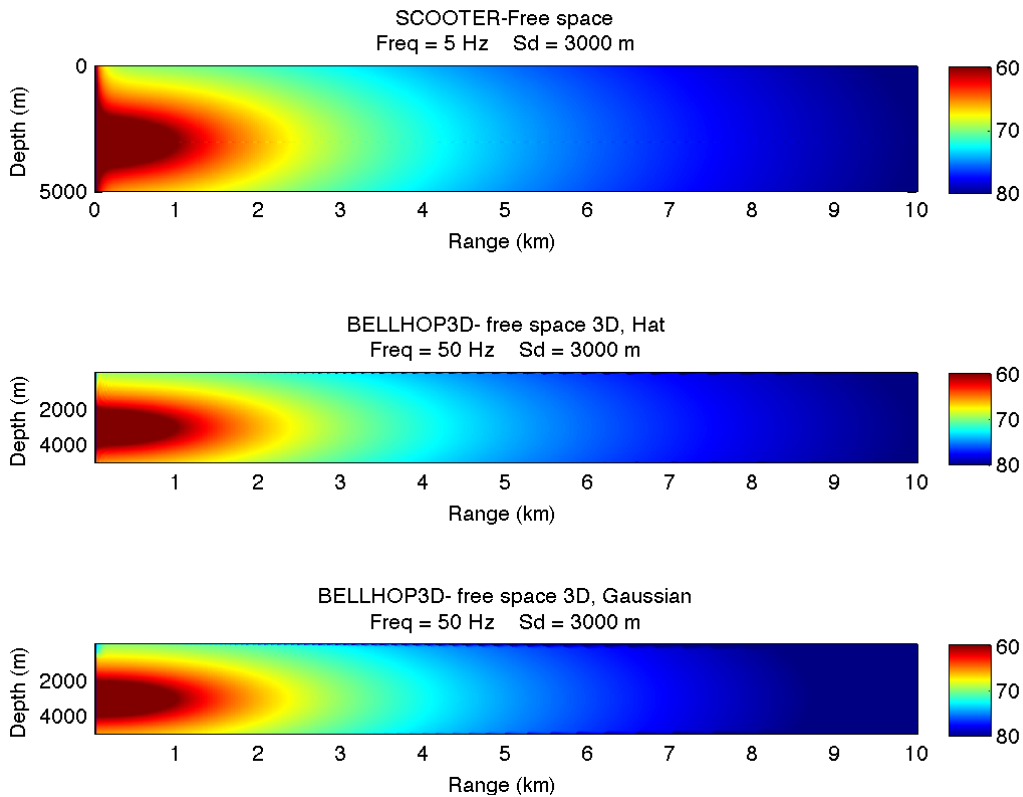 SCOOTER-Free space
Freq = 5 Hz    Sd = 3000 m
0
5000
Depth (m)
0 1 2 3 4 5 6 7 8 9 10
Range (km)
60
70
80
BELLHOP3D- free space 3D, Hat
Freq = 50 Hz    Sd = 3000 m
2000
4000
Depth (m)
1 2 3 4 5 6 7 8 9 10
Range (km)
60
70
80
BELLHOP3D- free space 3D, Gaussian
Freq = 50 Hz    Sd = 3000 m
2000
4000
Depth (m)
1 2 3 4 5 6 7 8 9 10
Range (km)
60
70
80